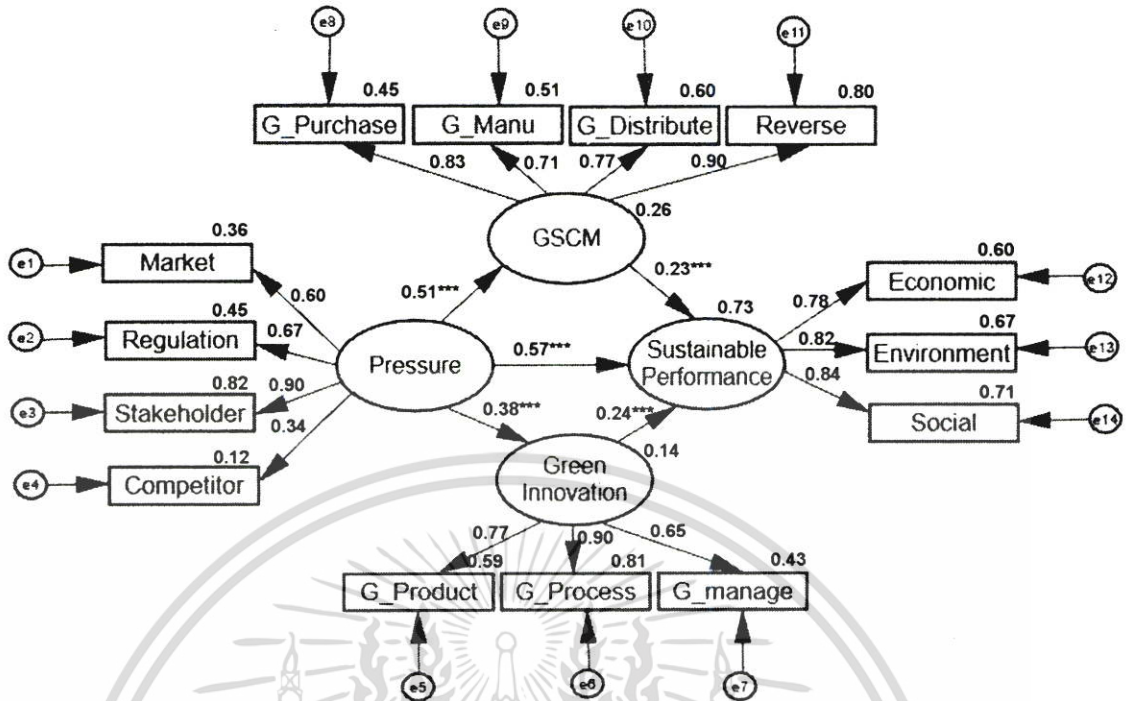 e8 e9 e10 e11
0.45 0.51 0.60 0.80
G_Purchase G_Manu G_Distribute Reverse
0.83 0.71 0.77 0.90
0.26
GSCM
0.36
e1 Market
0.60
0.51***
0.23***
0.60
Economic e12
0.78
0.45
e2 Regulation
0.67
0.73
0.67
0.82
Environment e13
Pressure
0.57***
Sustainable
Performance
0.82
e3 Stakeholder
0.90
0.84
0.71
Social e14
0.34
0.38***
0.24***
0.12
e4 Competitor
0.14
Green
Innovation
0.77 0.90 0.65
0.59 0.81 0.43
G_Product G_Process G_manage
e5 e6 e7